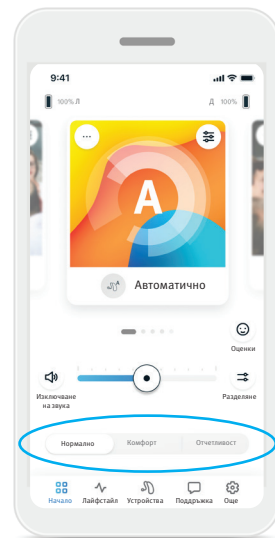 9:41
100% Л
Д 100%
A
Автоматично
Оценки
Изключване
на звука
Разделяне
Нормално
Комфорт
Отчетливост
Начало
Лайфстайл
Устройства
Поддръжка
Още